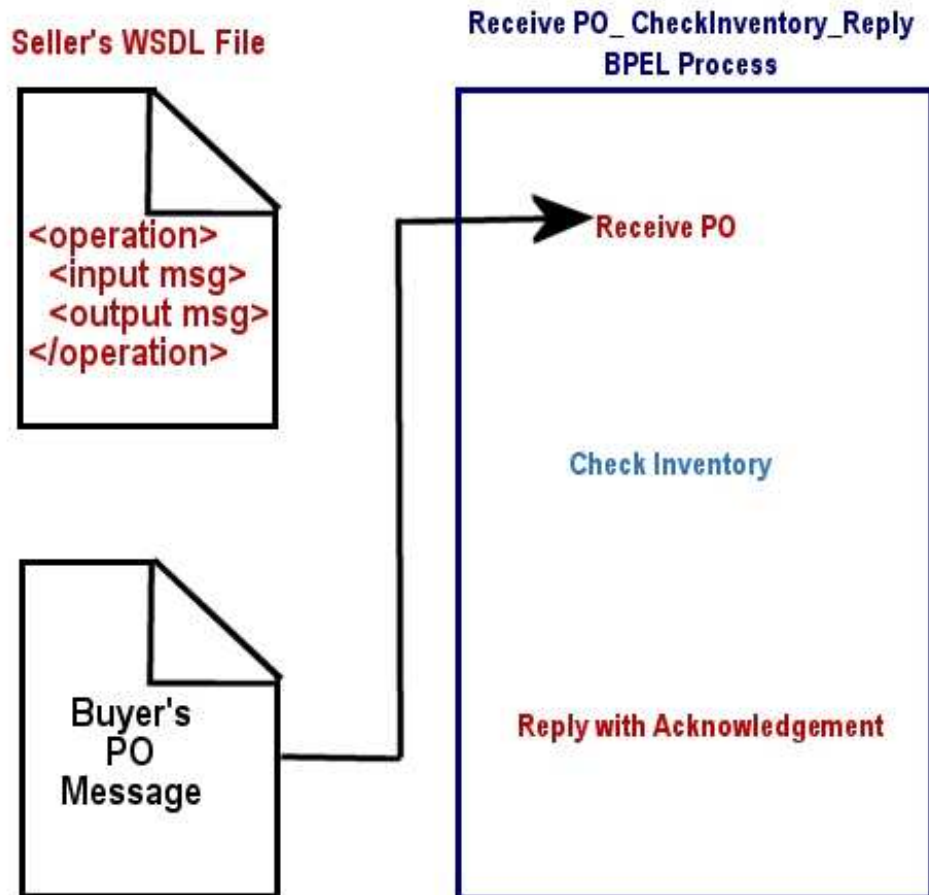 Seller's WSDL File
<operation>
<input msg>
<output msg>
</operation>
Buyer's
PO
Message
Receive PO_ CheckInventory_Reply
BPEL Process
Receive PO
Check Inventory
Reply with Acknowledgement